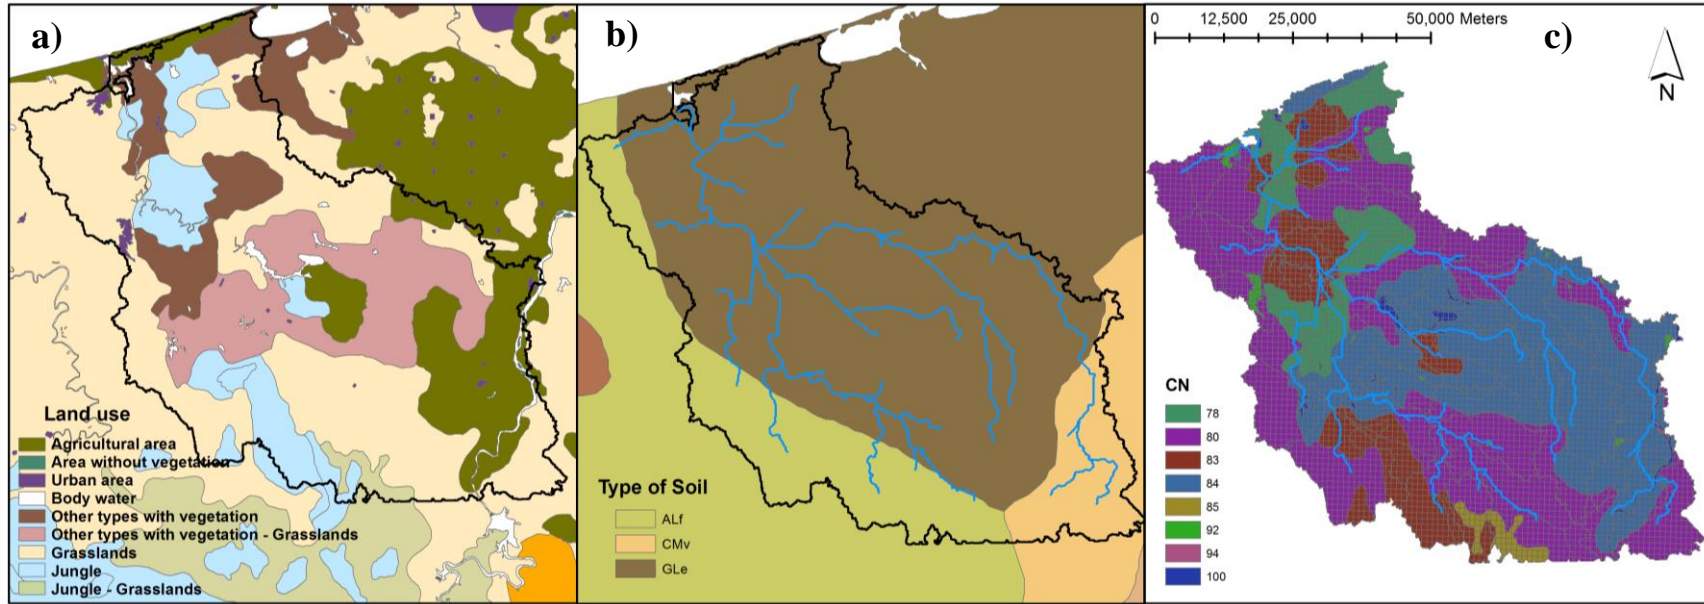 a)
Land use
Agricultural area
Area without vegetation
Urban area
Body water
Other types with vegetation
Other types with vegetation - Grasslands
Grasslands
Jungle
Jungle - Grasslands
b)
Type of Soil
ALf
CMv
GLe
0 12,500 25,000 50,000 Meters
c)
N
CN
78
80
83
84
85
92
94
100